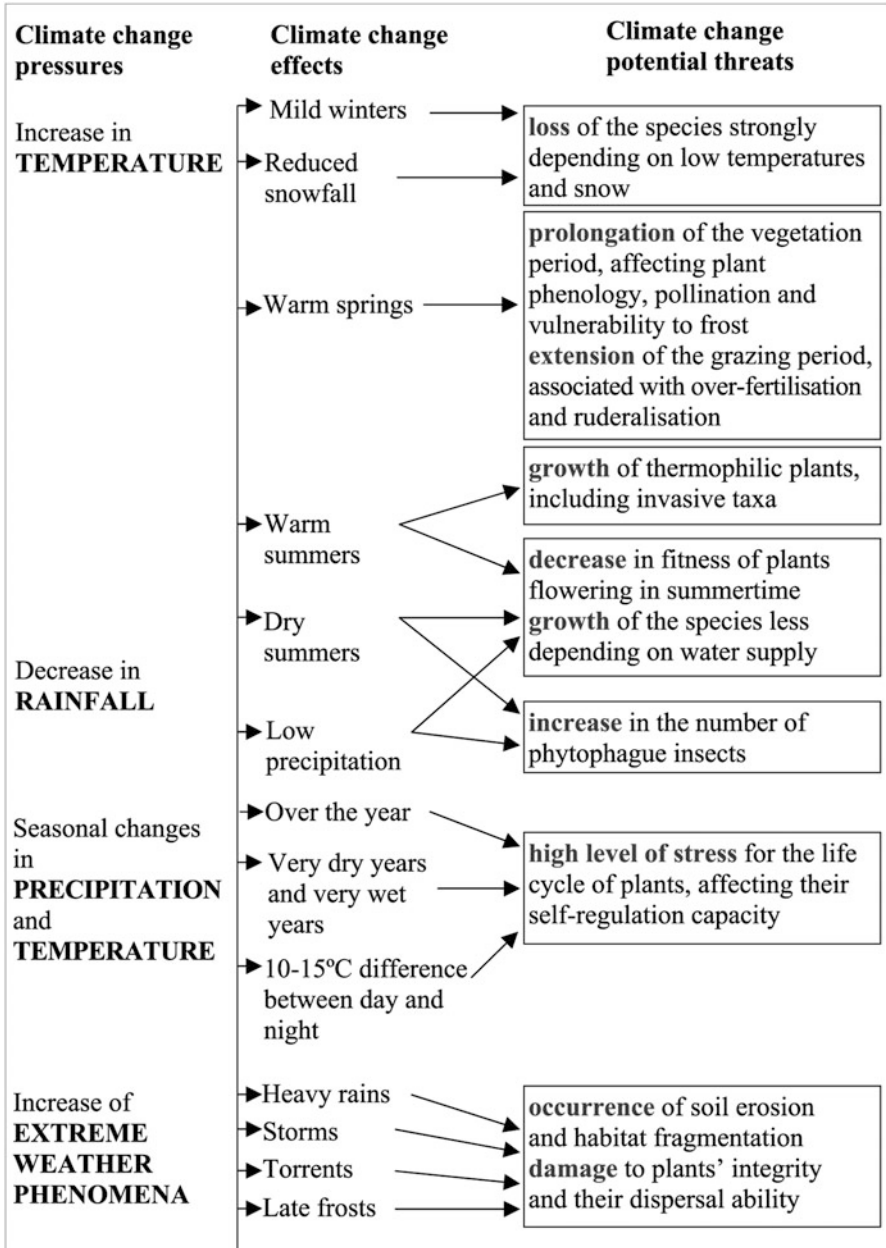 Climate change
pressures
Climate change
effects
Climate change
potential threats
Increase in
TEMPERATURE
Mild winters
Reduced
snowfall
loss of the species strongly
depending on low temperatures
and snow
Warm springs
prolongation of the vegetation
period, affecting plant
phenology, pollination and
vulnerability to frost
extension of the grazing period,
associated with over-fertilisation
and ruderalisation
Warm
summers
growth of thermophilic plants,
including invasive taxa
decrease in fitness of plants
flowering in summertime
growth of the species less
depending on water supply
Dry
summers
Decrease in
RAINFALL
Low
precipitation
increase in the number of
phytophague insects
Seasonal changes
in
PRECIPITATION
and
TEMPERATURE
Over the year
Very dry years
and very wet
years
10-15ºC difference
between day and
night
high level of stress for the life
cycle of plants, affecting their
self-regulation capacity
Increase of
EXTREME
WEATHER
PHENOMENA
Heavy rains
Storms
Torrents
Late frosts
occurrence of soil erosion
and habitat fragmentation
damage to plants’ integrity
and their dispersal ability